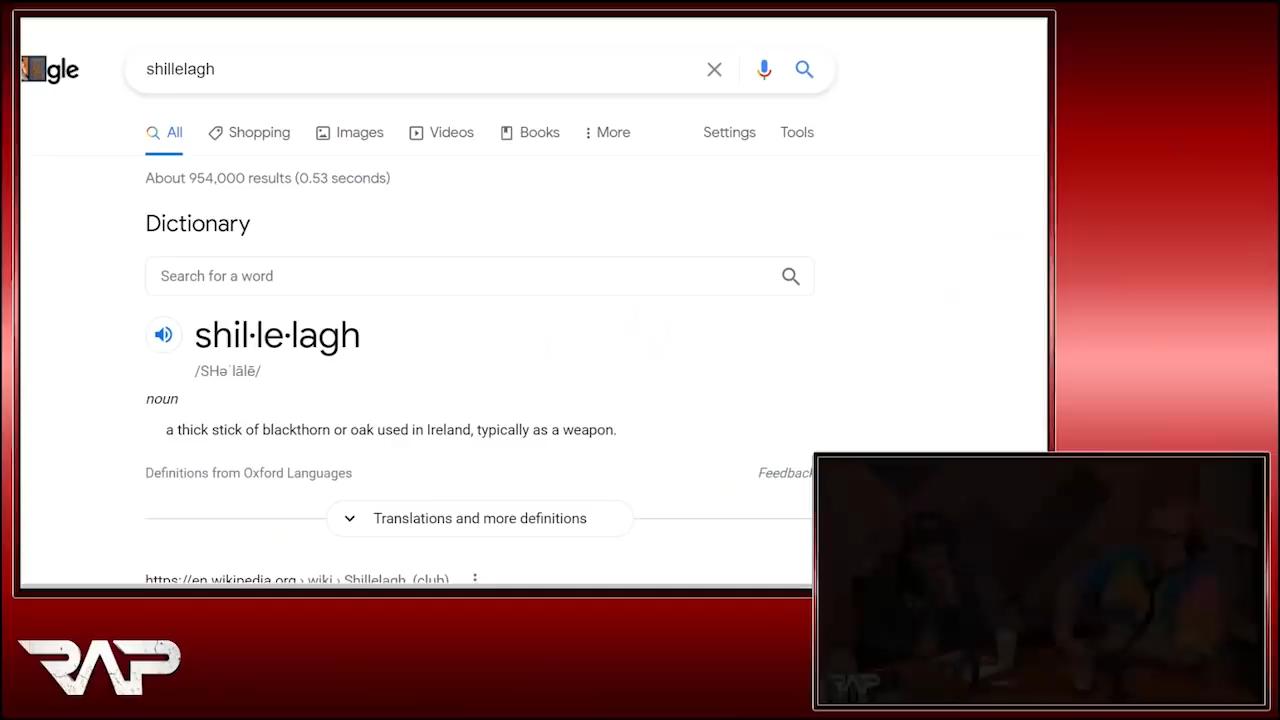 gle
shillelagh
All Shopping Images Videos Books More Settings Tools
About 954,000 results (0.53 seconds)
Dictionary
Search for a word
shil·le·lagh
/SHəˈlālē/
noun
a thick stick of blackthorn or oak used in Ireland, typically as a weapon.
Definitions from Oxford Languages
Feedback
Translations and more definitions
https://en.wikipedia.org › wiki › Shillelagh_(club)
RAP
RAP